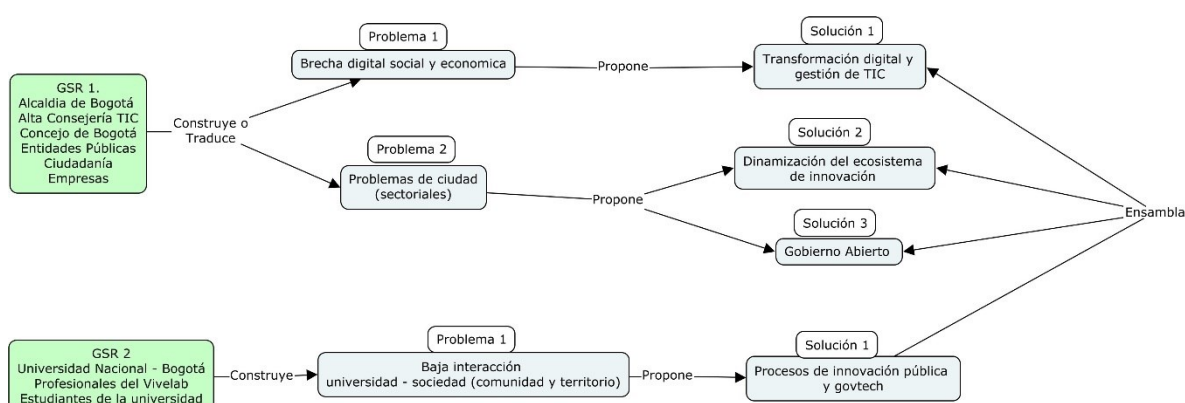 GSR 1.
Alcaldia de Bogotá
Alta Consejería TIC
Concejo de Bogotá
Entidades Públicas
Ciudadanía
Empresas
Construye o
Traduce
Problema 1
Brecha digital social y economica
Propone
Solución 1
Transformación digital y
gestión de TIC
Problema 2
Problemas de ciudad
(sectoriales)
Propone
Solución 2
Dinamización del ecosistema
de innovación
Solución 3
Gobierno Abierto
Ensambla
GSR 2
Universidad Nacional - Bogotá
Profesionales del Vivelab
Estudiantes de la universidad
Construye
Problema 1
Baja interacción
universidad - sociedad (comunidad y territorio)
Propone
Solución 1
Procesos de innovación pública
y govtech